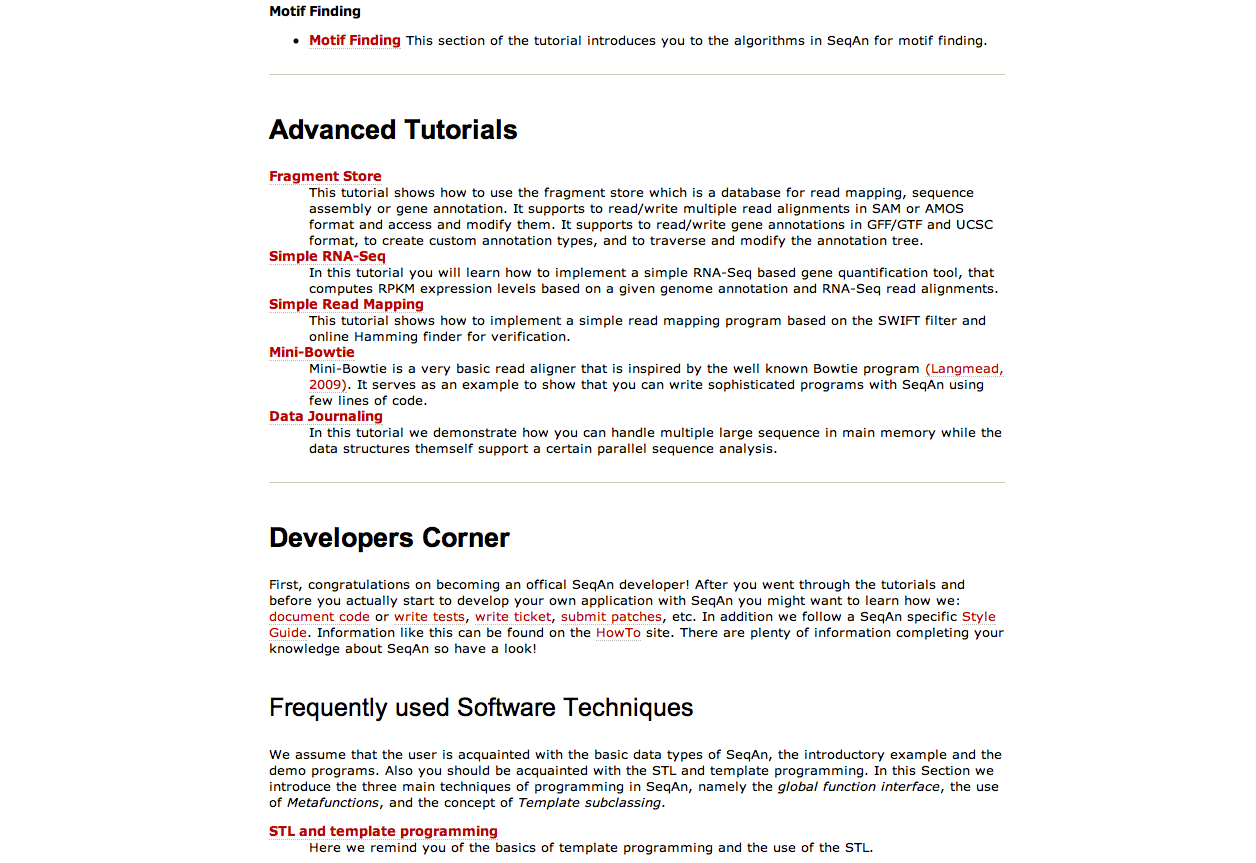 Motif Finding
• Motif Finding This section of the tutorial introduces you to the algorithms in SeqAn for motif finding.
Advanced Tutorials
Fragment Store
This tutorial shows how to use the fragment store which is a database for read mapping, sequence
assembly or gene annotation. It supports to read/write multiple read alignments in SAM or AMOS
format and access and modify them. It supports to read/write gene annotations in GFF/GTF and UCSC
format, to create custom annotation types, and to traverse and modify the annotation tree.
Simple RNA-Seq
In this tutorial you will learn how to implement a simple RNA-Seq based gene quantification tool, that
computes RPKM expression levels based on a given genome annotation and RNA-Seq read alignments.
Simple Read Mapping
This tutorial shows how to implement a simple read mapping program based on the SWIFT filter and
online Hamming finder for verification.
Mini-Bowtie
Mini-Bowtie is a very basic read aligner that is inspired by the well known Bowtie program (Langmead,
2009). It serves as an example to show that you can write sophisticated programs with SeqAn using
few lines of code.
Data Journaling
In this tutorial we demonstrate how you can handle multiple large sequence in main memory while the
data structures themself support a certain parallel sequence analysis.
Developers Corner
First, congratulations on becoming an offical SeqAn developer! After you went through the tutorials and
before you actually start to develop your own application with SeqAn you might want to learn how we:
document code or write tests, write ticket, submit patches, etc. In addition we follow a SeqAn specific Style
Guide. Information like this can be found on the HowTo site. There are plenty of information completing your
knowledge about SeqAn so have a look!
Frequently used Software Techniques
We assume that the user is acquainted with the basic data types of SeqAn, the introductory example and the
demo programs. Also you should be acquainted with the STL and template programming. In this Section we
introduce the three main techniques of programming in SeqAn, namely the global function interface, the use
of Metafunctions, and the concept of Template subclassing.
STL and template programming
Here we remind you of the basics of template programming and the use of the STL.